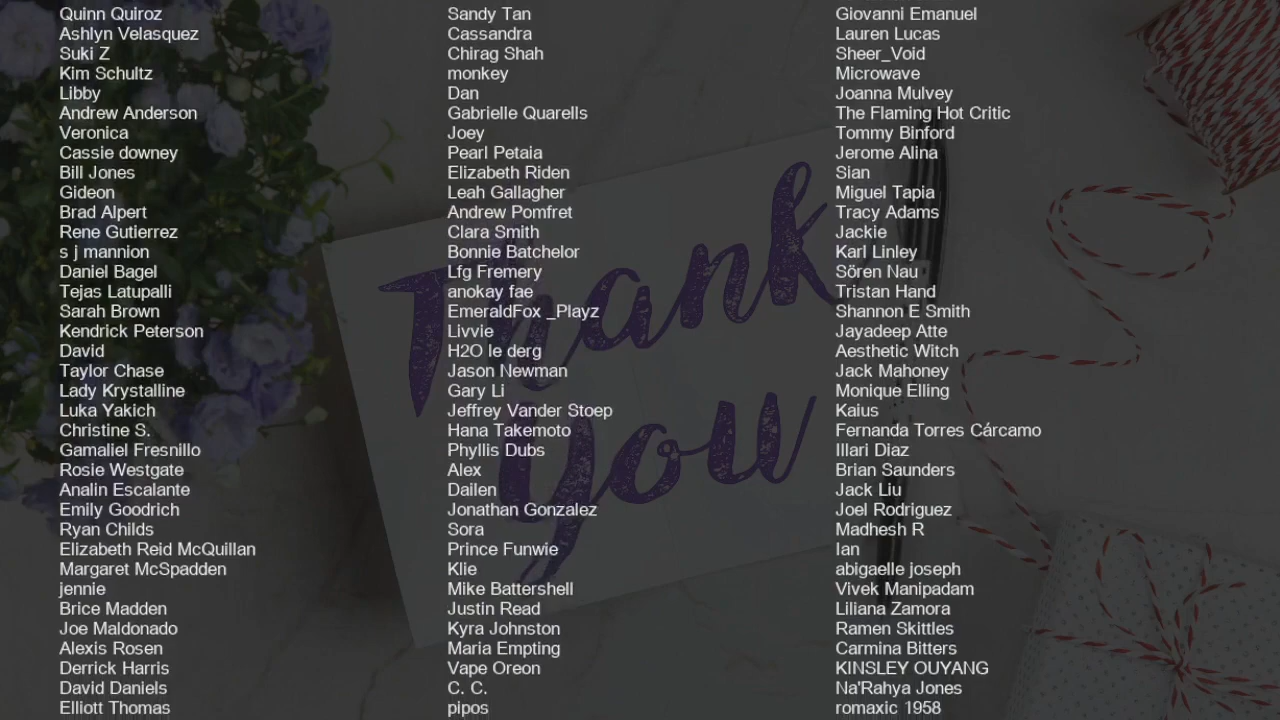 Quinn Quiroz
Ashlyn Velasquez
Suki Z
Kim Schultz
Libby
Andrew Anderson
Veronica
Cassie downey
Bill Jones
Gideon
Brad Alpert
Rene Gutierrez
s j mannion
Daniel Bagel
Tejas Latupalli
Sarah Brown
Kendrick Peterson
David
Taylor Chase
Lady Krystalline
Luka Yakich
Christine S.
Gamaliel Fresnillo
Rosie Westgate
Analin Escalante
Emily Goodrich
Ryan Childs
Elizabeth Reid McQuillan
Margaret McSpadden
jennie
Brice Madden
Joe Maldonado
Alexis Rosen
Derrick Harris
David Daniels
Elliott Thomas
Sandy Tan
Cassandra
Chirag Shah
monkey
Dan
Gabrielle Quarells
Joey
Pearl Petaia
Elizabeth Riden
Leah Gallagher
Andrew Pomfret
Clara Smith
Bonnie Batchelor
Lfg Fremery
anokay fae
EmeraldFox _Playz
Livvie
H2O le derg
Jason Newman
Gary Li
Jeffrey Vander Stoep
Hana Takemoto
Phyllis Dubs
Alex
Dailen
Jonathan Gonzalez
Sora
Prince Funwie
Klie
Mike Battershell
Justin Read
Kyra Johnston
Maria Empting
Vape Oreon
C. C.
pipos
Giovanni Emanuel
Lauren Lucas
Sheer_Void
Microwave
Joanna Mulvey
The Flaming Hot Critic
Tommy Binford
Jerome Alina
Sian
Miguel Tapia
Tracy Adams
Jackie
Karl Linley
Sören Nau
Tristan Hand
Shannon E Smith
Jayadeep Atte
Aesthetic Witch
Jack Mahoney
Monique Elling
Kaius
Fernanda Torres Cárcamo
Illari Diaz
Brian Saunders
Jack Liu
Joel Rodriguez
Madhesh R
Ian
abigaelle joseph
Vivek Manipadam
Liliana Zamora
Ramen Skittles
Carmina Bitters
KINSLEY OUYANG
Na'Rahya Jones
romaxic 1958
Thank
you